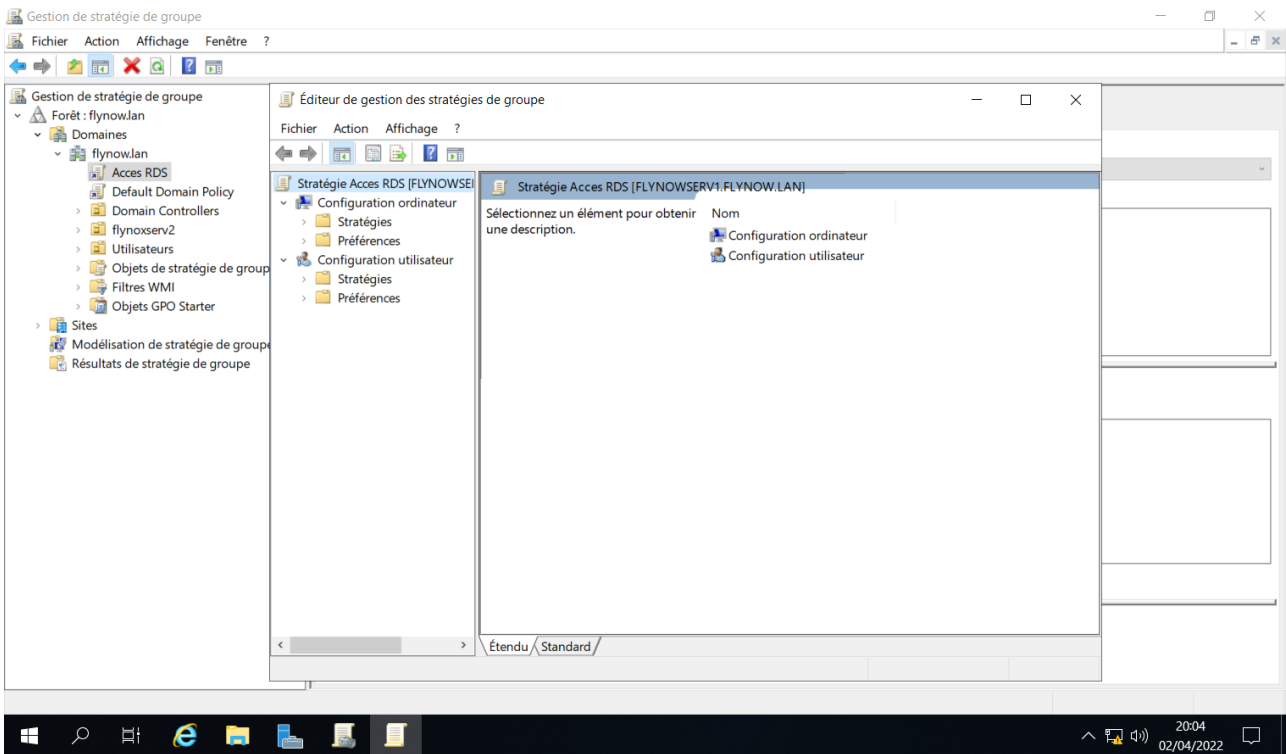 Gestion de stratégie de groupe
Fichier Action Affichage Fenêtre ?
Gestion de stratégie de groupe
Forêt : flynow.lan
Domaines
flynow.lan
Acces RDS
Default Domain Policy
Domain Controllers
flynoxserv2
Utilisateurs
Objets de stratégie de group
Filtres WMI
Objets GPO Starter
Sites
Modélisation de stratégie de groupe
Résultats de stratégie de groupe
Éditeur de gestion des stratégies de groupe
Fichier Action Affichage ?
Stratégie Acces RDS [FLYNOWSE
Configuration ordinateur
Stratégies
Préférences
Configuration utilisateur
Stratégies
Préférences
Stratégie Acces RDS [FLYNOWSERV1.FLYNOW.LAN]
Sélectionnez un élément pour obtenir
une description.
Nom
Configuration ordinateur
Configuration utilisateur
Étendu Standard
20:04
02/04/2022